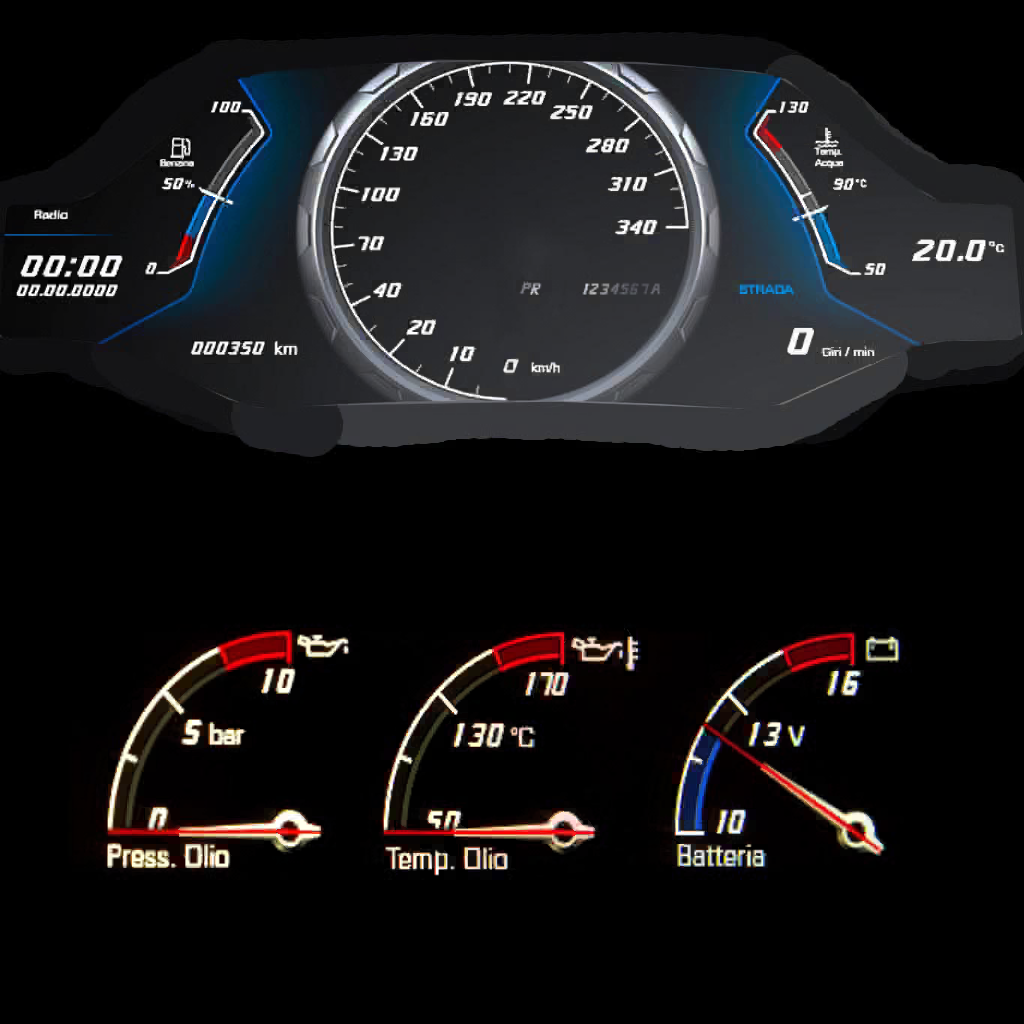 190 220
160
250
130
280
100
310
70
340
40
20
10
PR 1234567A
0 km/h
100
Benzina
50%
0
Radio
00:00
00.00.0000
000350 km
130
Temp.
Acqua
90°C
50
20.0°C
STRADA
0 Giri / min
10
5 bar
0
Press. Olio
170
130 °C
50
Temp. Olio
16
13 V
10
Batteria